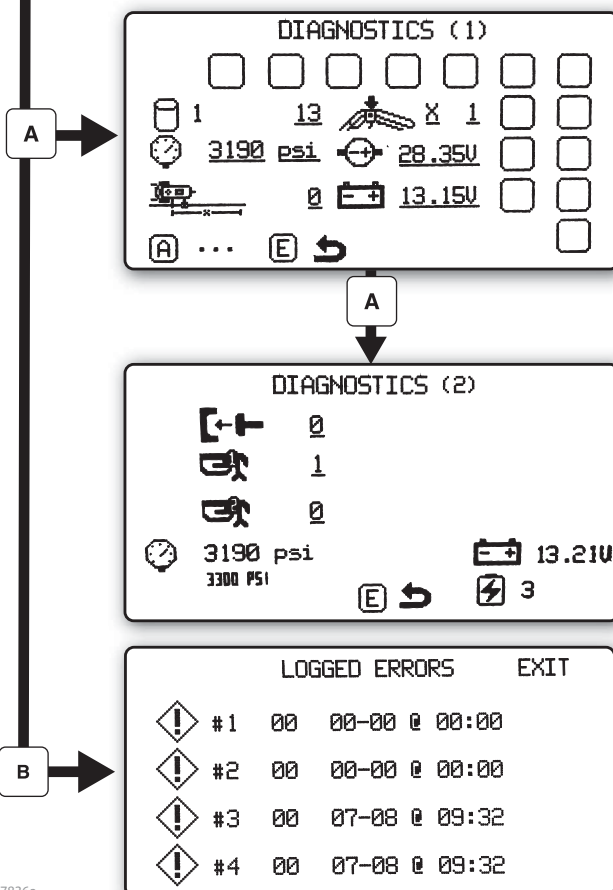 DIAGNOSTICS (1)
1 13 X 1
A
3190 psi 28.35V
0 13.15V
A ... E
A
DIAGNOSTICS (2)
0
1
0
3190 psi 13.21V
3300 PSI
E 3
LOGGED ERRORS EXIT
#1 00 00-00 @ 00:00
#2 00 00-00 @ 00:00
B
#3 00 07-08 @ 09:32
#4 00 07-08 @ 09:32